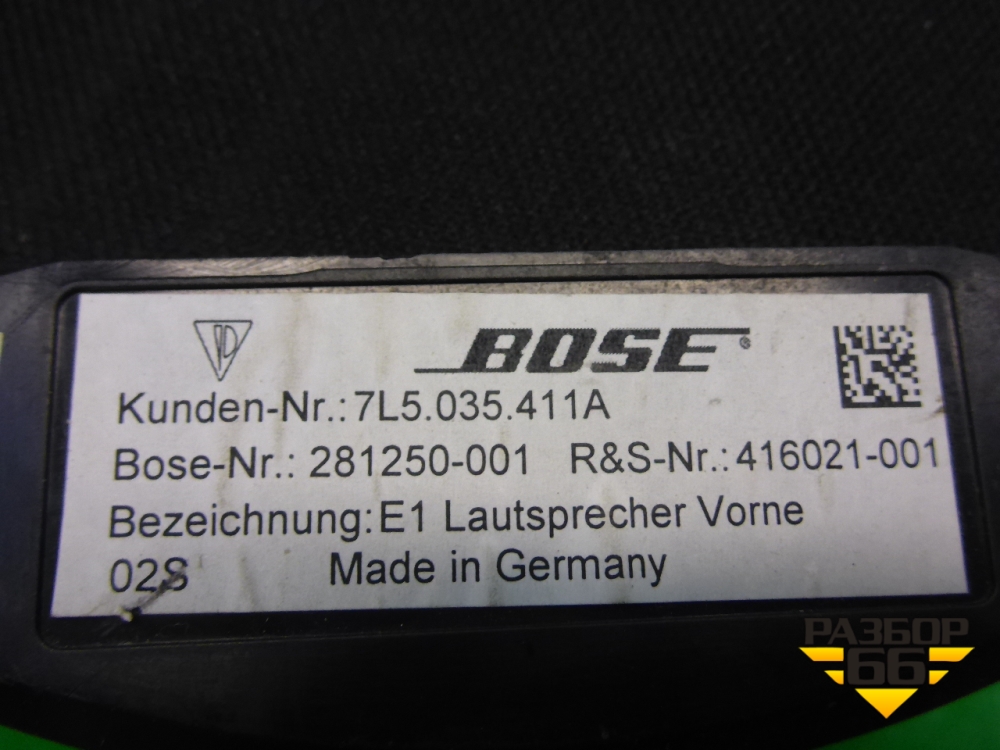 BOSE®
Kunden-Nr.:7L5.035.411A
Bose-Nr.: 281250-001 R&S-Nr.:416021-001
Bezeichnung:E1 Lautsprecher Vorne
02S Made in Germany
РАЗБОР
66